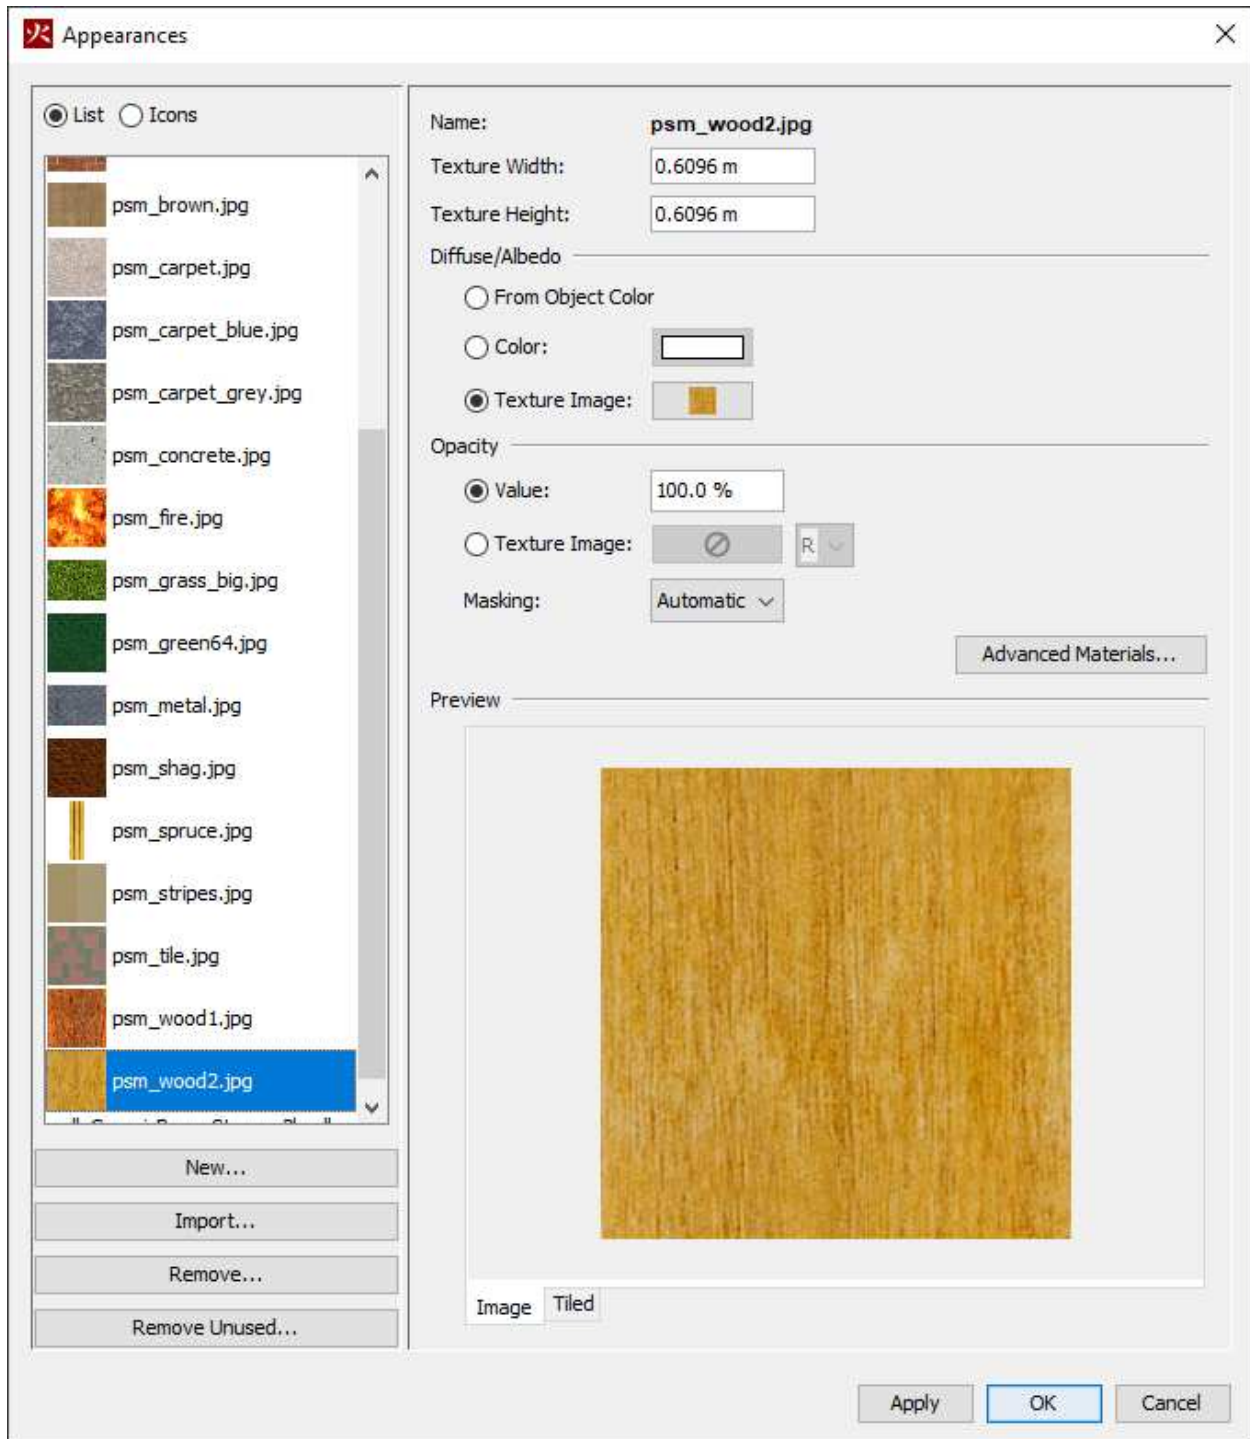 火 Appearances
List Icons
psm_brown.jpg
psm_carpet.jpg
psm_carpet_blue.jpg
psm_carpet_grey.jpg
psm_concrete.jpg
psm_fire.jpg
psm_grass_big.jpg
psm_green64.jpg
psm_metal.jpg
psm_shag.jpg
psm_spruce.jpg
psm_stripes.jpg
psm_tile.jpg
psm_wood1.jpg
psm_wood2.jpg
New...
Import...
Remove...
Remove Unused...
Name: psm_wood2.jpg
Texture Width: 0.6096 m
Texture Height: 0.6096 m
Diffuse/Albedo
From Object Color
Color:
Texture Image:
Opacity
Value: 100.0 %
Texture Image: R
Masking: Automatic
Advanced Materials...
Preview
Image Tiled
Apply OK Cancel